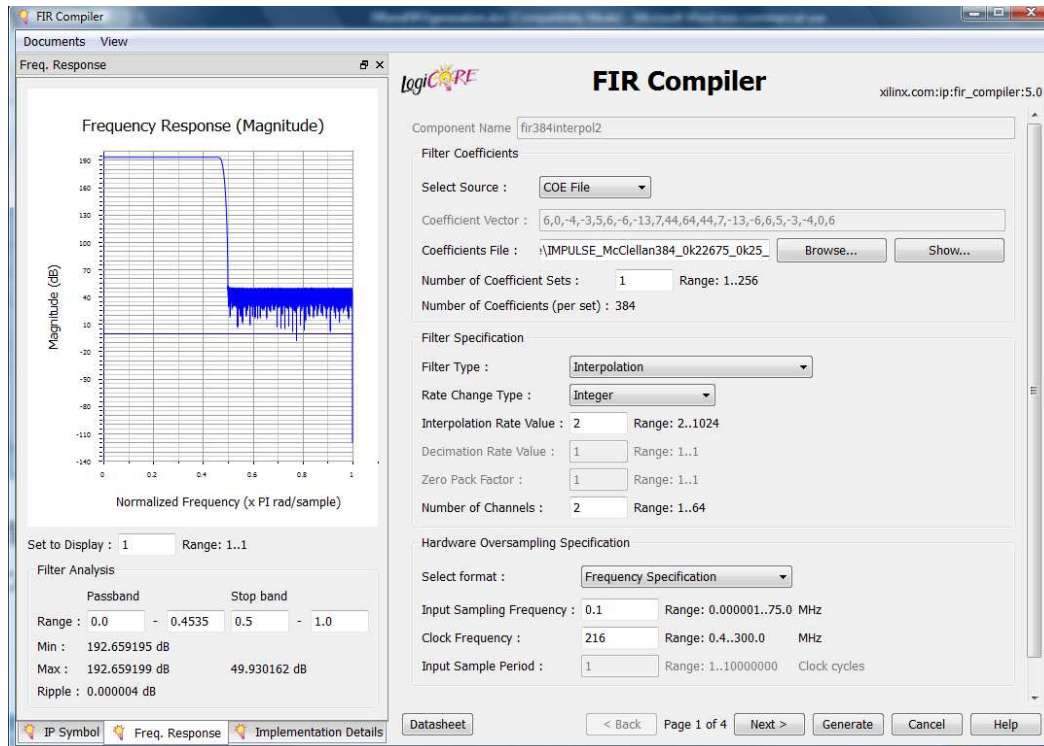 FIR Compiler
Documents View
Freq. Response
Frequency Response (Magnitude)
Magnitude (dB)
190
160
130
100
70
40
10
-20
-50
-80
-110
-140
0 0.2 0.4 0.6 0.8 1
Normalized Frequency (x PI rad/sample)
Set to Display : 1 Range: 1..1
Filter Analysis
Passband Stop band
Range : 0.0 - 0.4535 0.5 - 1.0
Min : 192.659195 dB
Max : 192.659199 dB 49.930162 dB
Ripple : 0.000004 dB
IP Symbol Freq. Response Implementation Details
LogiCORE
FIR Compiler
xilinx.com:ip:fir_compiler:5.0
Component Name fir384interpol2
Filter Coefficients
Select Source : COE File
Coefficient Vector : 6,0,-4,-3,5,6,-6,-13,7,44,64,44,7,-13,-6,6,5,-3,-4,0,6
Coefficients File : \IMPULSE_McClellan384_0k22675_0k25_ Browse... Show...
Number of Coefficient Sets : 1 Range: 1..256
Number of Coefficients (per set) : 384
Filter Specification
Filter Type : Interpolation
Rate Change Type : Integer
Interpolation Rate Value : 2 Range: 2..1024
Decimation Rate Value : 1 Range: 1..1
Zero Pack Factor : 1 Range: 1..1
Number of Channels : 2 Range: 1..64
Hardware Oversampling Specification
Select format : Frequency Specification
Input Sampling Frequency : 0.1 Range: 0.000001..75.0 MHz
Clock Frequency : 216 Range: 0.4..300.0 MHz
Input Sample Period : 1 Range: 1..10000000 Clock cycles
Datasheet < Back Page 1 of 4 Next > Generate Cancel Help